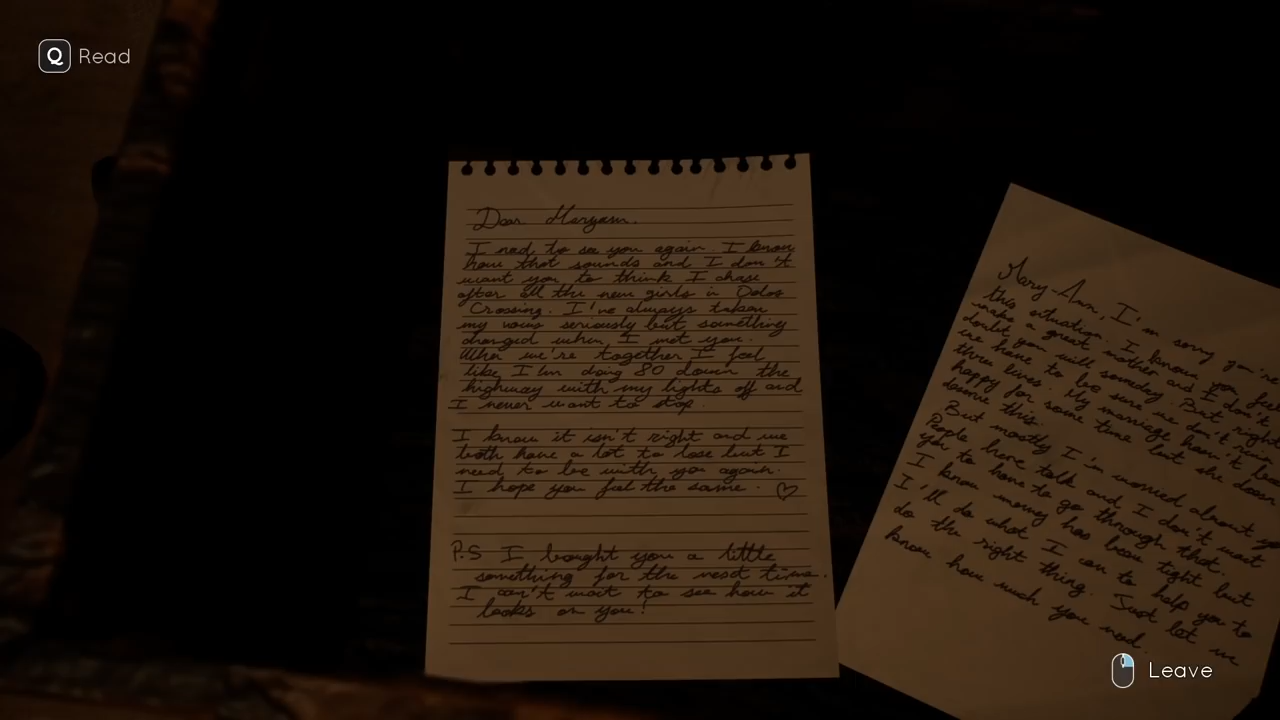 Q Read
Dear Maryann.
I need to see you again. I know
how that sounds and I don't
want you to think I chase
after all the new girls in Delos
Crossing. I've always taken
my vows seriously but something
changed when I met you.
When we're together I feel
like I'm doing 80 down the
highway with my lights off and
I never want to stop.
I know it isn't right and we
both have a lot to lose but I
need to be with you again.
I hope you feel the same. ♡
P.S I bought you a little
something for the next time.
I can't wait to see how it
looks on you!
Mary-Ann, I'm sorry you're
this situation. I know you feel
make a great mother and I don't
doubt you will someday. But right
we have to be sure we don't ruin
three lives. My marriage hasn't been
happy for some time but she doesn't
deserve this.
But mostly I'm worried about you
People here talk and I don't want
you to have to go through that.
I know money has been tight but
I'll do what I can to help you to
do the right thing. Just let me
know how much you need.
Leave